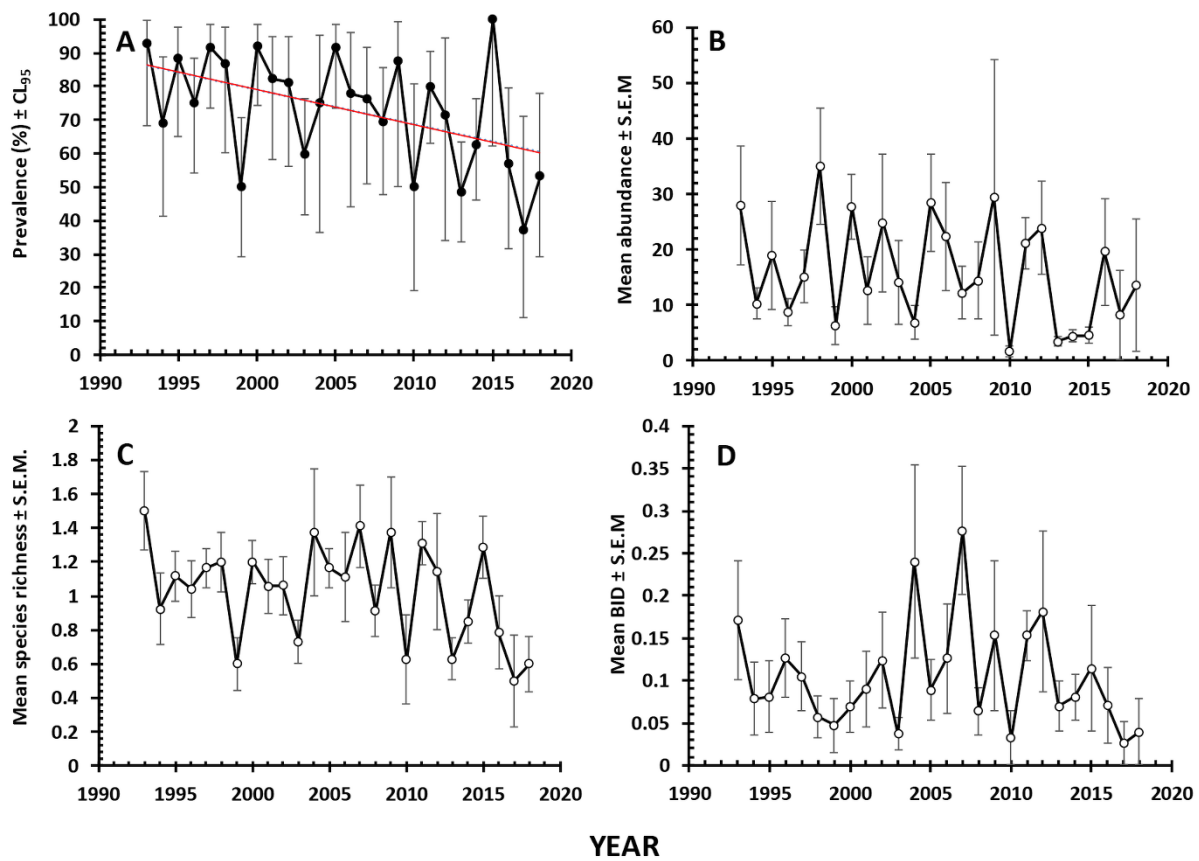 A
Prevalence (%) ± CL95
100
90
80
70
60
50
40
30
20
10
0
1990 1995 2000 2005 2010 2015 2020
B
Mean abundance ± S.E.M
60
50
40
30
20
10
0
1990 1995 2000 2005 2010 2015 2020
C
Mean species richness ± S.E.M.
2
1.8
1.6
1.4
1.2
1
0.8
0.6
0.4
0.2
0
1990 1995 2000 2005 2010 2015 2020
D
Mean BID ± S.E.M
0.4
0.35
0.3
0.25
0.2
0.15
0.1
0.05
0
1990 1995 2000 2005 2010 2015 2020
YEAR